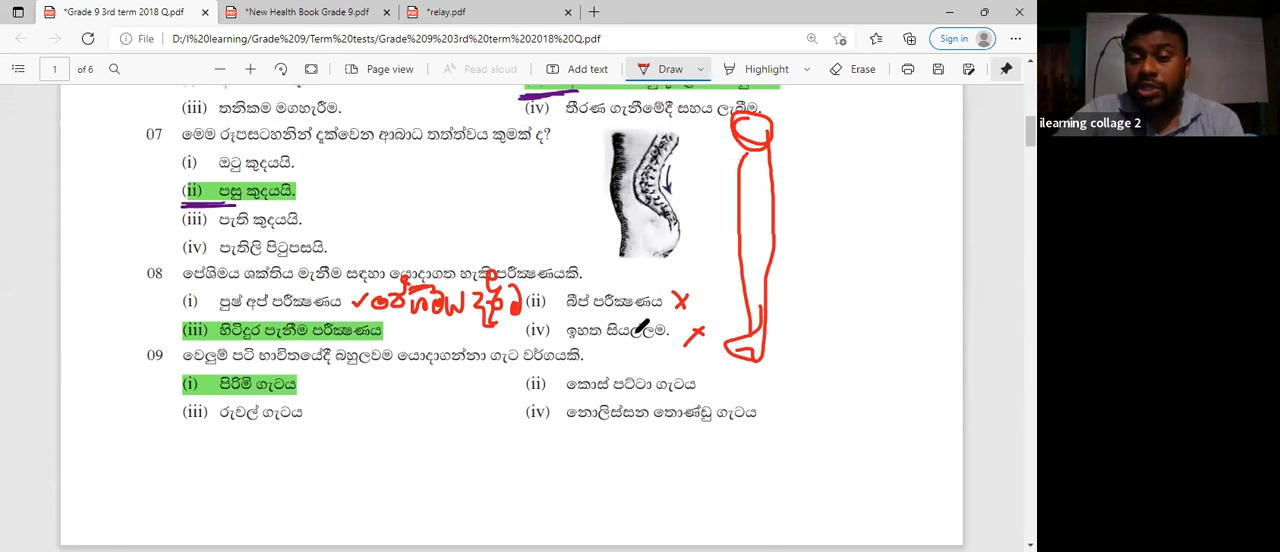 *Grade 9 3rd term 2018 Q.pdf
*New Health Book Grade 9.pdf
*relay.pdf
File
D:/I%20learning/Grade%209/Term%20tests/Grade%209%203rd%20term%202018%20Q.pdf
Sign in
1 of 6
Page view
Read aloud
Add text
Draw
Highlight
Erase
(iii) තනිකම මගහැරීම.
(iv) තීරණ ගැනීමේදී සහය ලැබීම.
07 මෙම රූපසටහනින් දැක්වෙන ආබාධ තත්ත්වය කුමක් ද?
(i) ඔටු කුදයයි.
(ii) පසු කුදයයි.
(iii) පැති කුදයයි.
(iv) පැතිලි පිටුපසයි.
08 පේශිමය ශක්තිය මැනීම සඳහා යොදාගත හැකි පරීක්ෂණයකි.
(i) පුෂ් අප් පරීක්ෂණය
(ii) බීප් පරීක්ෂණය
(iii) හිටිදුර පැනීම පරීක්ෂණය
(iv) ඉහත සියල්ලම.
09 වෙලුම් පටි භාවිතයේදී බහුලවම යොදාගන්නා ගැට වර්ගයකි.
(i) පිරිමි ගැටය
(ii) කොස් පට්ටා ගැටය
(iii) රුවල් ගැටය
(iv) නොලිස්සන තොණ්ඩු ගැටය
ilearning collage 2